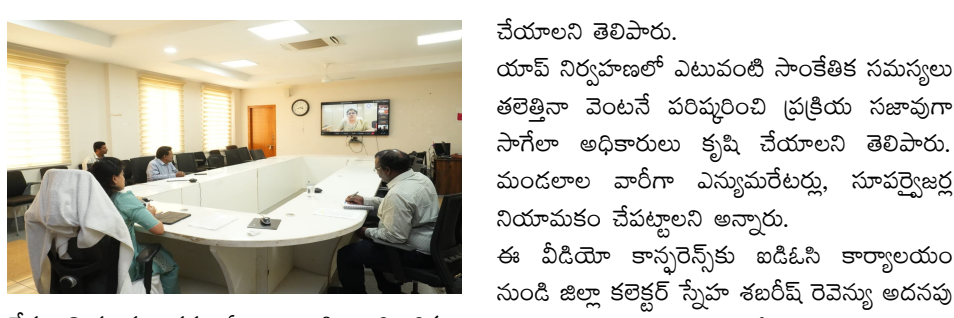 చేయాలని తెలిపారు.
యాప్ నిర్వహణలో ఎటువంటి సాంకేతిక సమస్యలు
తలెత్తినా వెంటనే పరిష్కరించి ప్రక్రియ సజావుగా
సాగేలా అధికారులు కృషి చేయాలని తెలిపారు.
మండలాల వారీగా ఎన్యుమరేటర్లు, సూపర్వైజర్ల
నియామకం చేపట్టాలని అన్నారు.
ఈ వీడియో కాన్ఫరెన్స్‌కు ఐడిఓసి కార్యాలయం
నుండి జిల్లా కలెక్టర్ స్నేహ శబరీష్ రెవెన్యు అదనపు